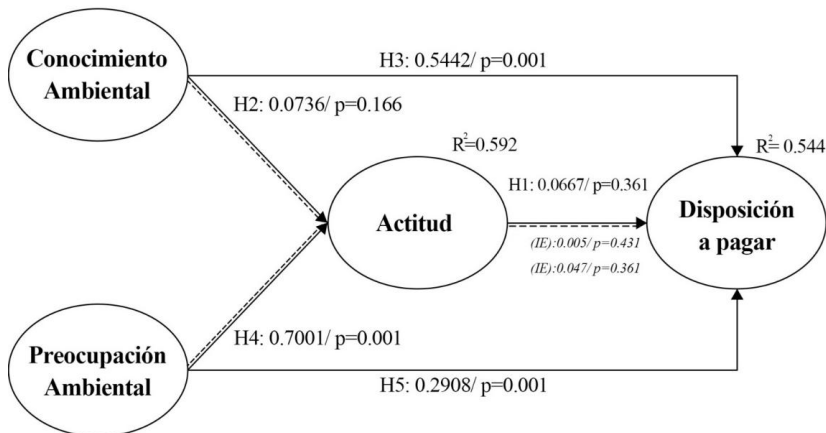 Conocimiento
Ambiental
H3: 0.5442/ p=0.001
H2: 0.0736/ p=0.166
R²=0.592
R²= 0.544
Actitud
H1: 0.0667/ p=0.361
(IE):0.005/ p=0.431
(IE):0.047/ p=0.361
Disposición
a pagar
H4: 0.7001/ p=0.001
Preocupación
Ambiental
H5: 0.2908/ p=0.001